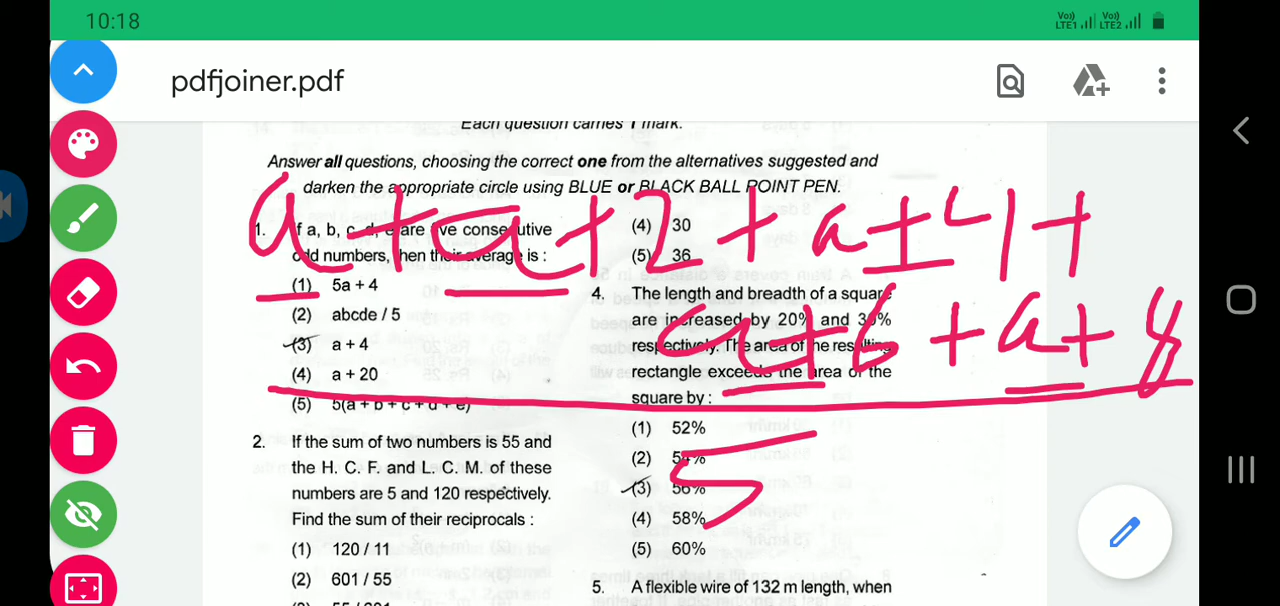 10:18
Vo)) LTE1 Vo)) LTE2
pdfjoiner.pdf
Each question carries 1 mark.
Answer all questions, choosing the correct one from the alternatives suggested and
darken the appropriate circle using BLUE or BLACK BALL POINT PEN.
a + a + 2 + a + 4 +
a + 6 + a + 8
5
1. If a, b, c, d, e are five consecutive
odd numbers, then their average is :
(1) 5a + 4
(2) abcde / 5
(3) a + 4
(4) a + 20
(5) 5(a + b + c + d + e)
2. If the sum of two numbers is 55 and
the H. C. F. and L. C. M. of these
numbers are 5 and 120 respectively.
Find the sum of their reciprocals :
(1) 120 / 11
(2) 601 / 55
(4) 30
(5) 36
4. The length and breadth of a square
are increased by 20% and 30%
respectively. The area of the resulting
rectangle exceeds the area of the
square by :
(1) 52%
(2) 54%
(3) 56%
(4) 58%
(5) 60%
5. A flexible wire of 132 m length, when